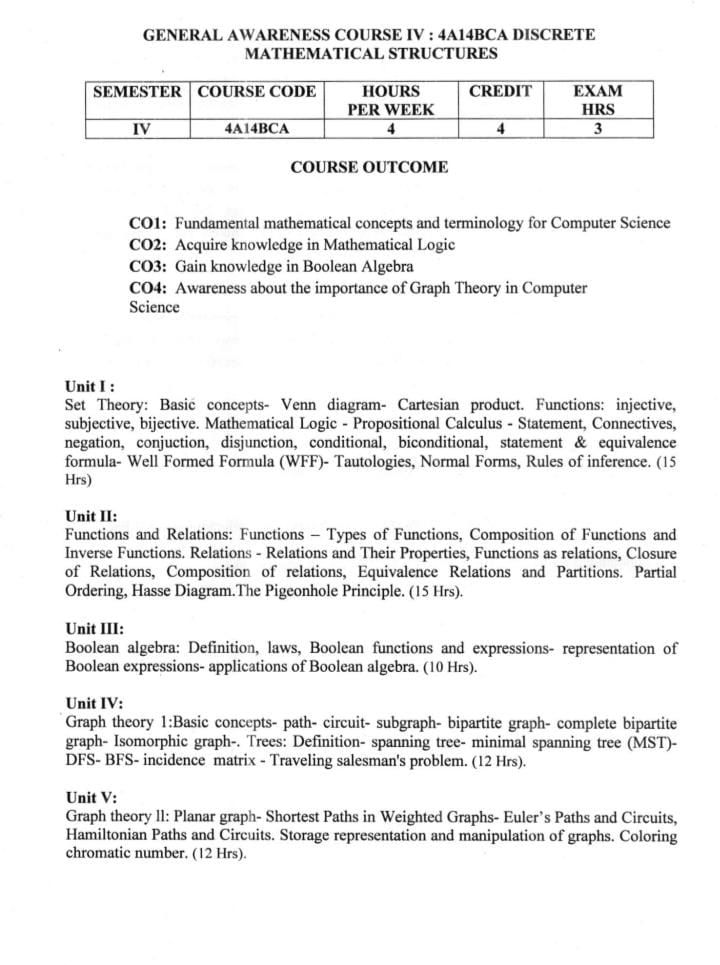 GENERAL AWARENESS COURSE IV : 4A14BCA DISCRETE
MATHEMATICAL STRUCTURES
SEMESTER COURSE CODE HOURS PER WEEK CREDIT EXAM HRS
IV 4A14BCA 4 4 3
COURSE OUTCOME
CO1: Fundamental mathematical concepts and terminology for Computer Science
CO2: Acquire knowledge in Mathematical Logic
CO3: Gain knowledge in Boolean Algebra
CO4: Awareness about the importance of Graph Theory in Computer
Science
Unit I :
Set Theory: Basic concepts- Venn diagram- Cartesian product. Functions: injective,
subjective, bijective. Mathematical Logic - Propositional Calculus - Statement, Connectives,
negation, conjuction, disjunction, conditional, biconditional, statement & equivalence
formula- Well Formed Formula (WFF)- Tautologies, Normal Forms, Rules of inference. (15
Hrs)
Unit II:
Functions and Relations: Functions – Types of Functions, Composition of Functions and
Inverse Functions. Relations - Relations and Their Properties, Functions as relations, Closure
of Relations, Composition of relations, Equivalence Relations and Partitions. Partial
Ordering, Hasse Diagram.The Pigeonhole Principle. (15 Hrs).
Unit III:
Boolean algebra: Definition, laws, Boolean functions and expressions- representation of
Boolean expressions- applications of Boolean algebra. (10 Hrs).
Unit IV:
Graph theory 1:Basic concepts- path- circuit- subgraph- bipartite graph- complete bipartite
graph- Isomorphic graph-. Trees: Definition- spanning tree- minimal spanning tree (MST)-
DFS- BFS- incidence matrix - Traveling salesman's problem. (12 Hrs).
Unit V:
Graph theory ll: Planar graph- Shortest Paths in Weighted Graphs- Euler's Paths and Circuits,
Hamiltonian Paths and Circuits. Storage representation and manipulation of graphs. Coloring
chromatic number. (12 Hrs).